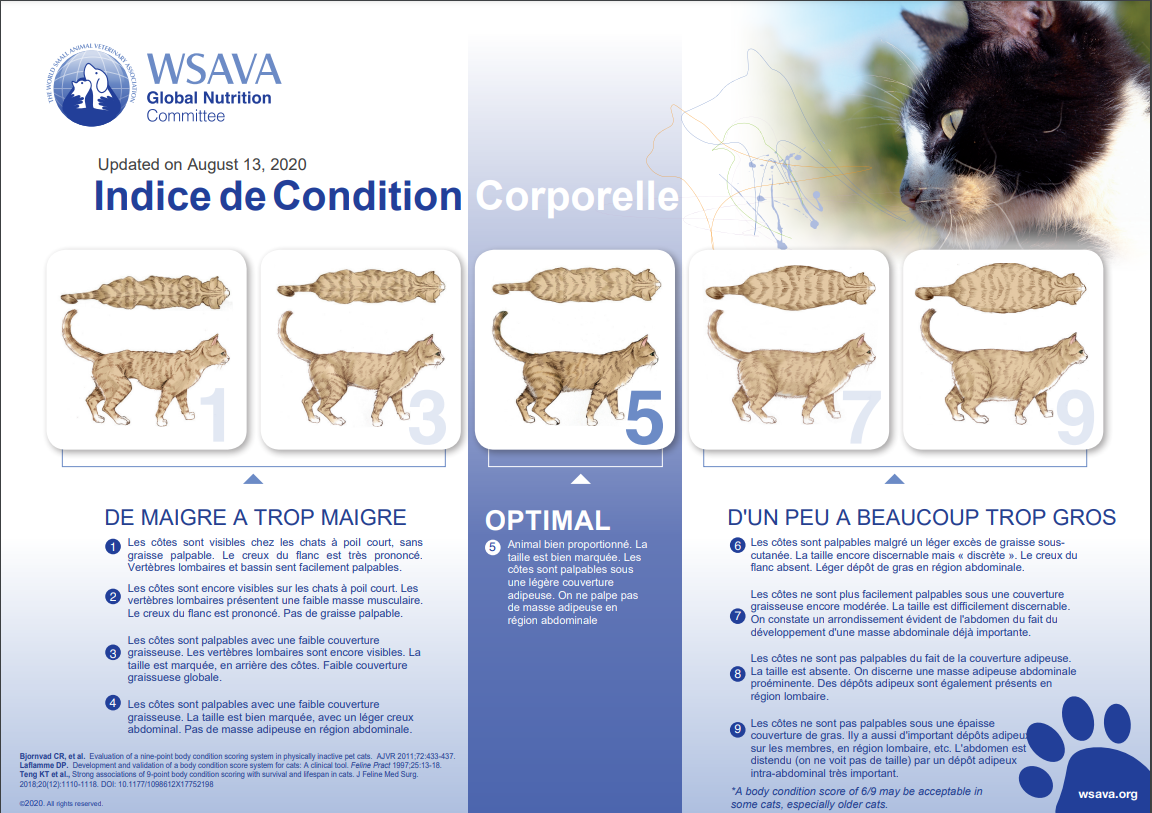 THE WORLD SMALL ANIMAL VETERINARY ASSOCIATION
WSAVA
Global Nutrition
Committee
Updated on August 13, 2020
Indice de Condition Corporelle
1
3
5
7
9
DE MAIGRE A TROP MAIGRE
1 Les côtes sont visibles chez les chats à poil court, sans
graisse palpable. Le creux du flanc est très prononcé.
Vertèbres lombaires et bassin sent facilement palpables.
2 Les côtes sont encore visibles sur les chats à poil court. Les
vertèbres lombaires présentent une faible masse musculaire.
Le creux du flanc est prononcé. Pas de graisse palpable.
3 Les côtes sont palpables avec une faible couverture
graisseuse. Les vertèbres lombaires sont encore visibles. La
taille est marquée, en arrière des côtes. Faible couverture
graissuese globale.
4 Les côtes sont palpables avec une faible couverture
graisseuse. La taille est bien marquée, avec un léger creux
abdominal. Pas de masse adipeuse en région abdominale.
OPTIMAL
5 Animal bien proportionné. La
taille est bien marquée. Les
côtes sont palpables sous
une légère couverture
adipeuse. On ne palpe pas
de masse adipeuse en
région abdominale
D'UN PEU A BEAUCOUP TROP GROS
6 Les côtes sont palpables malgré un léger excès de graisse sous-
cutanée. La taille encore discernable mais « discrète ». Le creux du
flanc absent. Léger dépôt de gras en région abdominale.
7 Les côtes ne sont plus facilement palpables sous une couverture
graisseuse encore modérée. La taille est difficilement discernable.
On constate un arrondissement évident de l'abdomen du fait du
développement d'une masse abdominale déjà importante.
8 Les côtes ne sont pas palpables du fait de la couverture adipeuse.
La taille est absente. On discerne une masse adipeuse abdominale
proéminente. Des dépôts adipeux sont également présents en
région lombaire.
9 Les côtes ne sont pas palpables sous une épaisse
couverture de gras. Ily a aussi d'important dépôts adipeux
sur les membres, en région lombaire, etc. L'abdomen est
distendu (on ne voit pas de taille) par un dépôt adipeux
intra-abdominal très important.
*A body condition score of 6/9 may be acceptable in
some cats, especially older cats.
Bjornvad CR, et al. Evaluation of a nine-point body condition scoring system in physically inactive pet cats. AJVR 2011;72:433-437.
Laflamme DP. Development and validation of a body condition score system for cats: A clinical tool. Feline Pract 1997;25:13-18.
Teng KT et al., Strong associations of 9-point body condition scoring with survival and lifespan in cats. J Feline Med Surg.
2018;20(12):1110-1118. DOI: 10.1177/1098612X17752198
©2020. All rights reserved.
wsava.org